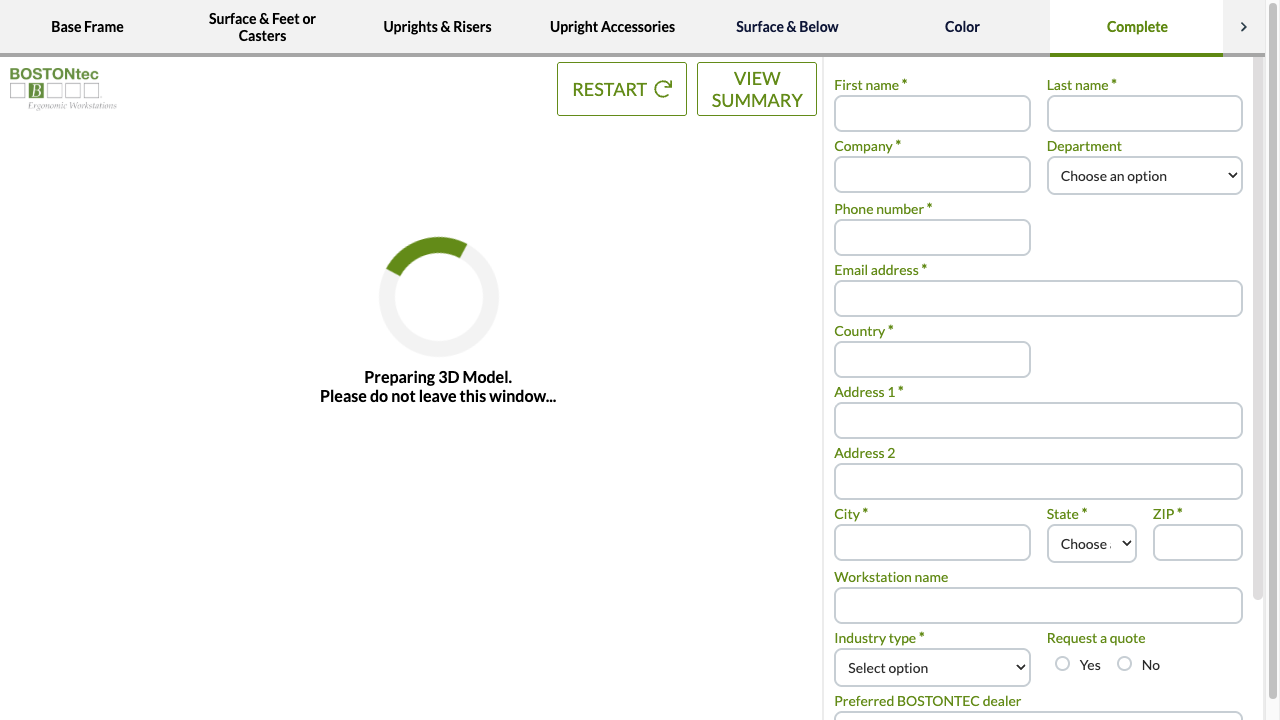 Base Frame
Surface & Feet or
Casters
Uprights & Risers
Upright Accessories
Surface & Below
Color
Complete
BOSTONtec
B
Ergonomic Workstations
RESTART
VIEW
SUMMARY
Preparing 3D Model.
Please do not leave this window...
First name *
Last name *
Company *
Department
Choose an option
Phone number *
Email address *
Country *
Address 1 *
Address 2
City *
State *
ZIP *
Choose
Workstation name
Industry type *
Request a quote
Select option
Yes
No
Preferred BOSTONTEC dealer